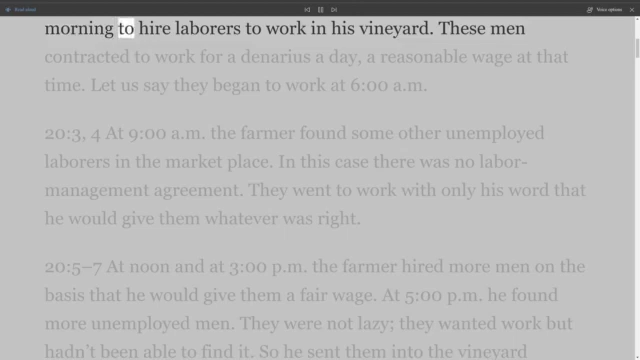 Read aloud
Voice options
morning to hire laborers to work in his vineyard. These men
contracted to work for a denarius a day, a reasonable wage at that
time. Let us say they began to work at 6:00 a.m.
20:3, 4 At 9:00 a.m. the farmer found some other unemployed
laborers in the market place. In this case there was no labor-
management agreement. They went to work with only his word that
he would give them whatever was right.
20:5–7 At noon and at 3:00 p.m. the farmer hired more men on the
basis that he would give them a fair wage. At 5:00 p.m. he found
more unemployed men. They were not lazy; they wanted work but
hadn't been able to find it. So he sent them into the vineyard